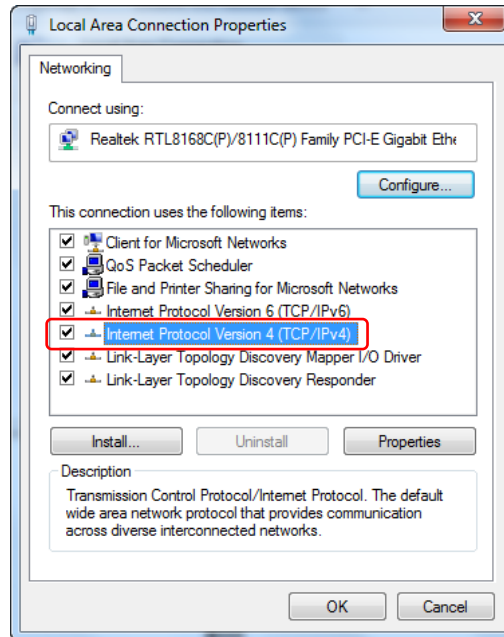 Local Area Connection Properties
Networking
Connect using:
Realtek RTL8168C(P)/8111C(P) Family PCI-E Gigabit Ethe
Configure...
This connection uses the following items:
Client for Microsoft Networks
QoS Packet Scheduler
File and Printer Sharing for Microsoft Networks
Internet Protocol Version 6 (TCP/IPv6)
Internet Protocol Version 4 (TCP/IPv4)
Link-Layer Topology Discovery Mapper I/O Driver
Link-Layer Topology Discovery Responder
Install... Uninstall Properties
Description
Transmission Control Protocol/Internet Protocol. The default
wide area network protocol that provides communication
across diverse interconnected networks.
OK Cancel